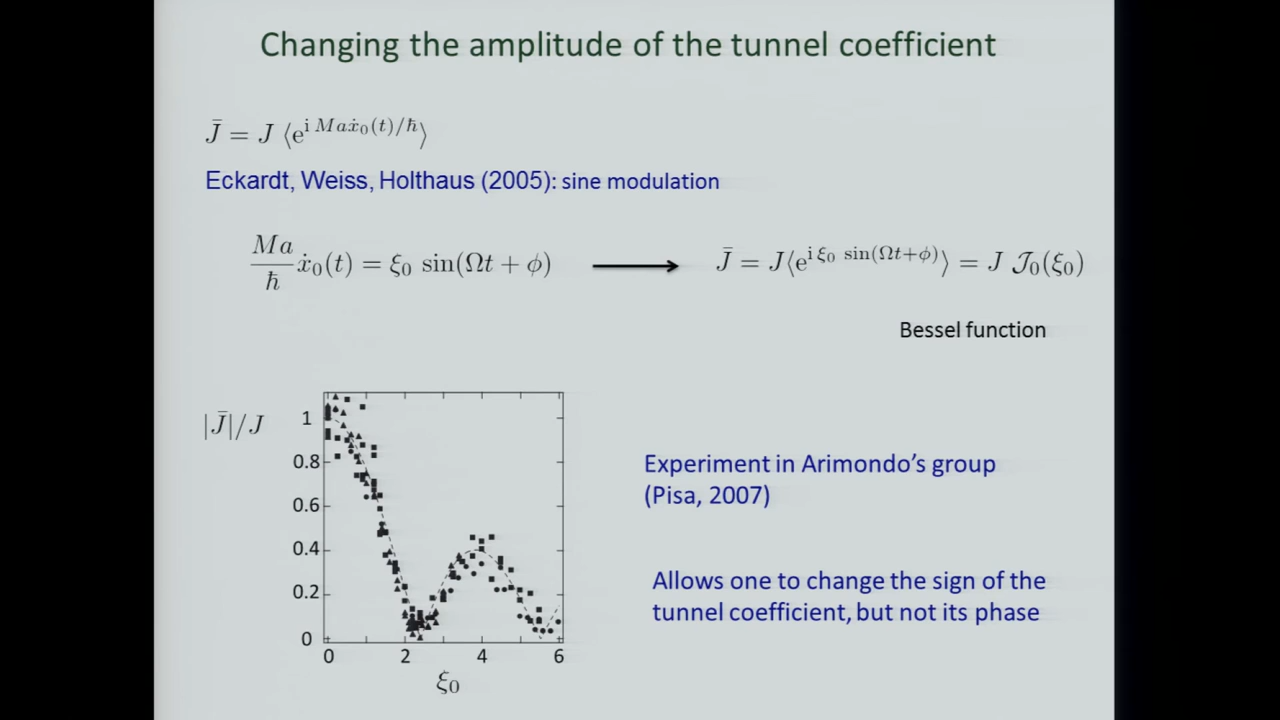 Changing the amplitude of the tunnel coefficient
J̄ = J ⟨e^{i Maẋ₀(t)/ħ}⟩
Eckardt, Weiss, Holthaus (2005): sine modulation
Ma/ħ ẋ₀(t) = ξ₀ sin(Ωt + ϕ) → J̄ = J⟨e^{i ξ₀ sin(Ωt+ϕ)}⟩ = J 𝒥₀(ξ₀)
Bessel function
|J̄|/J
1
0.8
0.6
0.4
0.2
0
0 2 4 6
ξ₀
Experiment in Arimondo's group
(Pisa, 2007)
Allows one to change the sign of the
tunnel coefficient, but not its phase